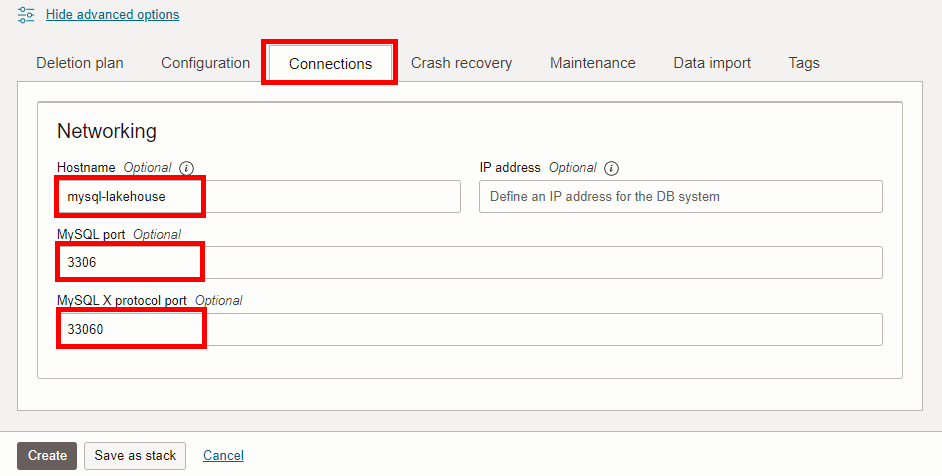 Hide advanced options
Deletion plan Configuration Connections Crash recovery Maintenance Data import Tags
Networking
Hostname Optional i IP address Optional i
mysql-lakehouse Define an IP address for the DB system
MySQL port Optional
3306
MySQL X protocol port Optional
33060
Create Save as stack Cancel